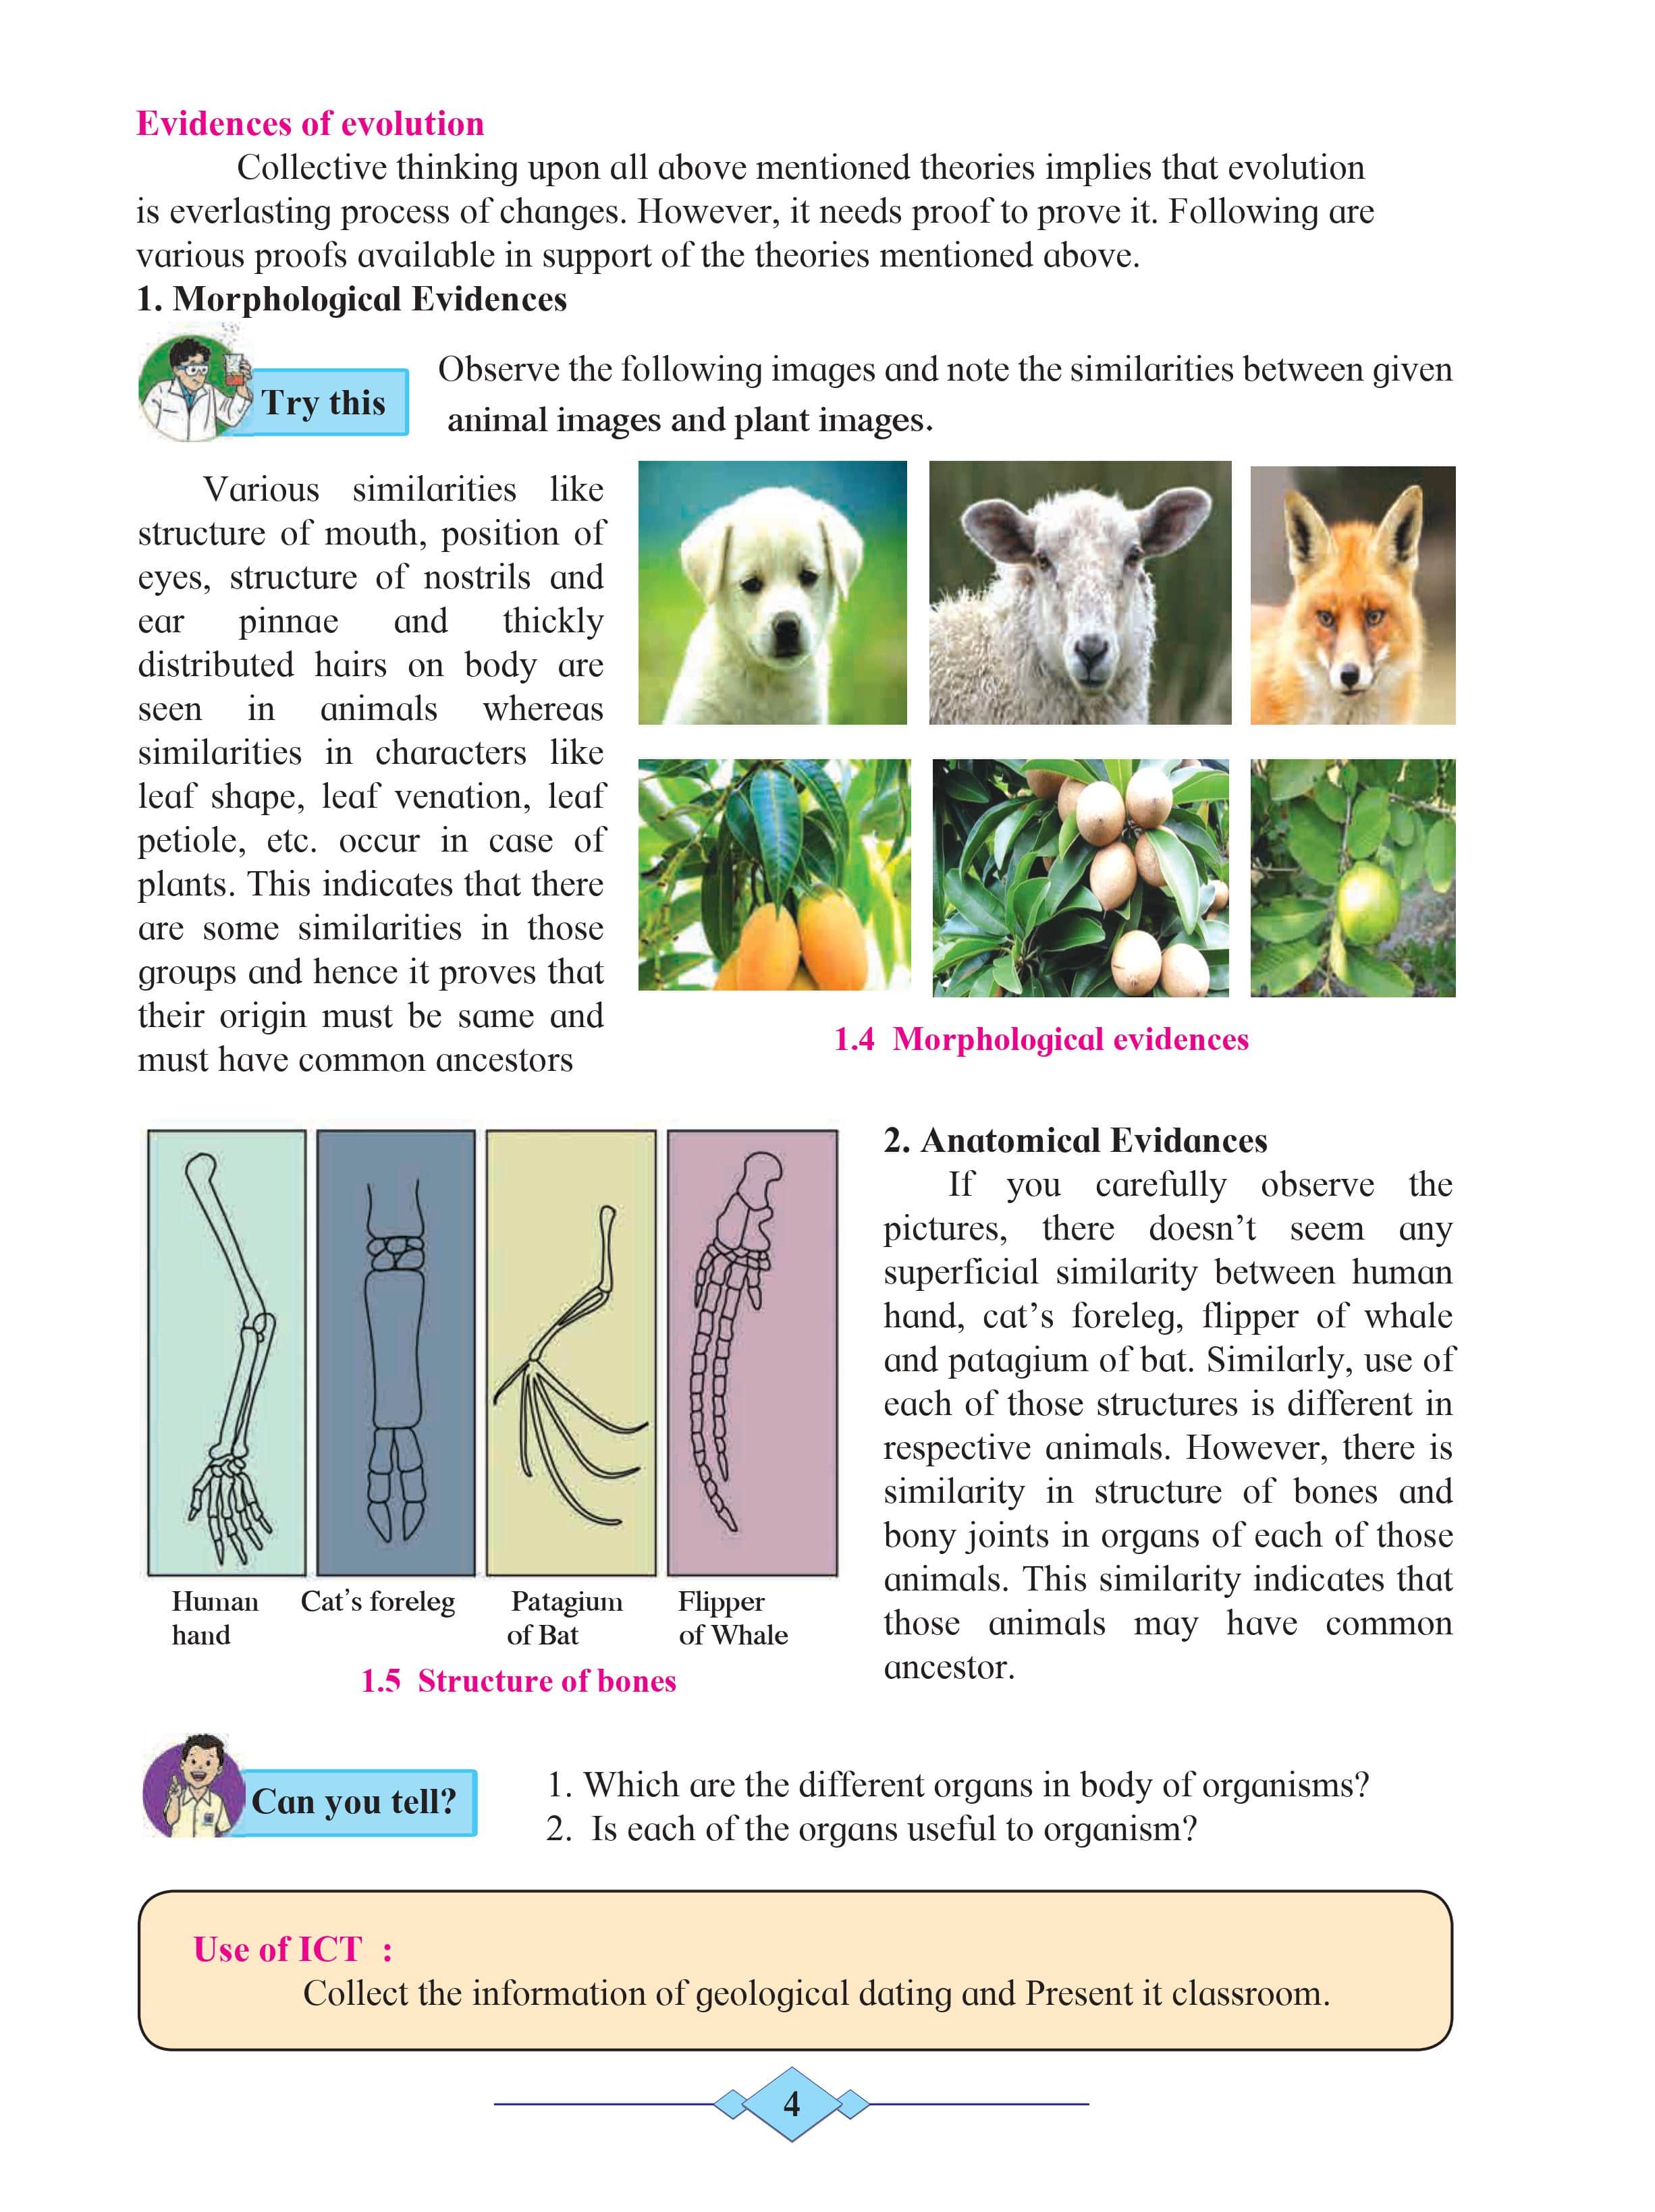 Evidences of evolution
Collective thinking upon all above mentioned theories implies that evolution
is everlasting process of changes. However, it needs proof to prove it. Following are
various proofs available in support of the theories mentioned above.
1. Morphological Evidences
Try this
Observe the following images and note the similarities between given
animal images and plant images.
Various similarities like
structure of mouth, position of
eyes, structure of nostrils and
ear pinnae and thickly
distributed hairs on body are
seen in animals whereas
similarities in characters like
leaf shape, leaf venation, leaf
petiole, etc. occur in case of
plants. This indicates that there
are some similarities in those
groups and hence it proves that
their origin must be same and
must have common ancestors
1.4 Morphological evidences
Human
hand
Cat's foreleg
Patagium
of Bat
Flipper
of Whale
1.5 Structure of bones
2. Anatomical Evidances
If you carefully observe the
pictures, there doesn't seem any
superficial similarity between human
hand, cat's foreleg, flipper of whale
and patagium of bat. Similarly, use of
each of those structures is different in
respective animals. However, there is
similarity in structure of bones and
bony joints in organs of each of those
animals. This similarity indicates that
those animals may have common
ancestor.
Can you tell?
1. Which are the different organs in body of organisms?
2. Is each of the organs useful to organism?
Use of ICT :
Collect the information of geological dating and Present it classroom.
4